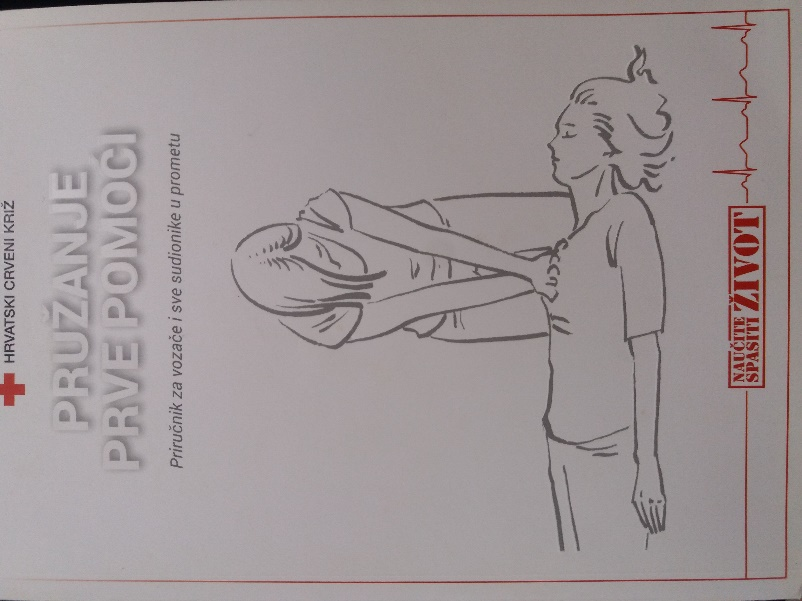 HRVATSKI CRVENI KRIŽ
PRUŽANJE
PRVE POMOĆI
Priručnik za vozače i sve sudionike u prometu
NAUČITE
SPASITI
ŽIVOT